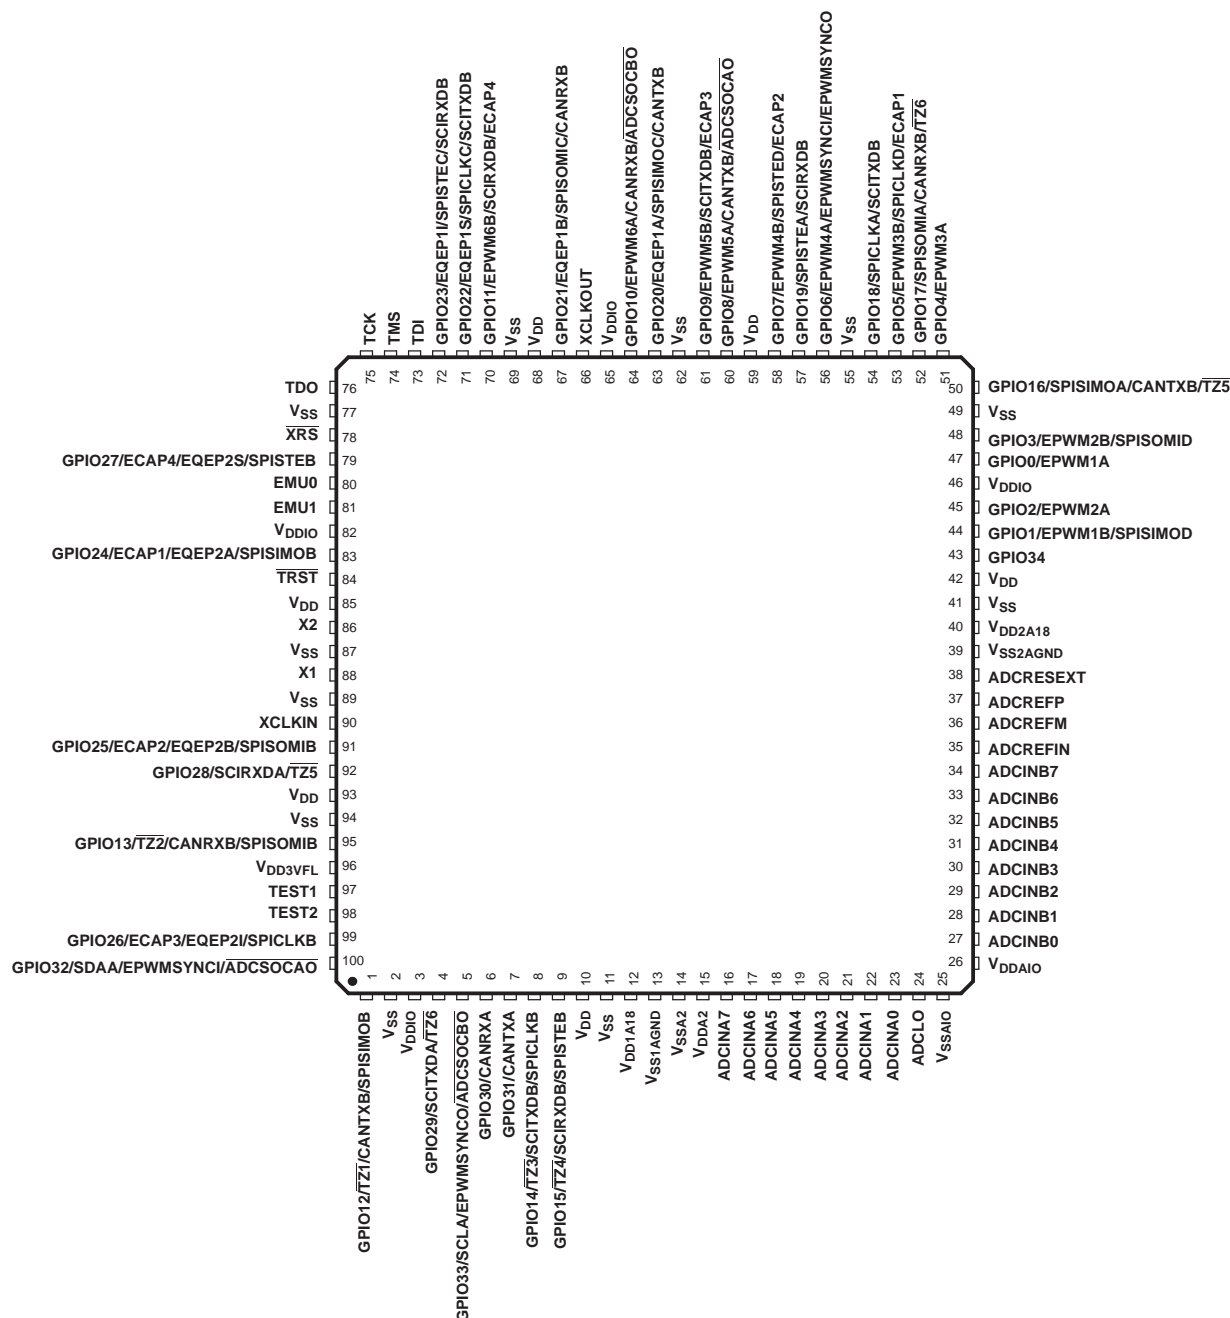 GPIO23/EQEP1I/SPISTEC/SCIRXDB
GPIO22/EQEP1S/SPICLKC/SCITXDB
GPIO11/EPWM6B/SCIRXDB/ECAP4
GPIO21/EQEP1B/SPISOMIC/CANRXB
GPIO10/EPWM6A/CANRXB/ADCSOCBO
GPIO20/EQEP1A/SPISIMOC/CANTXB
GPIO9/EPWM5B/SCITXDB/ECAP3
GPIO8/EPWM5A/CANTXB/ADCSOCAO
GPIO7/EPWM4B/SPISTED/ECAP2
GPIO19/SPISTEA/SCIRXDB
GPIO6/EPWM4A/EPWMSYNCI/EPWMSYNCO
GPIO18/SPICLKA/SCITXDB
GPIO5/EPWM3B/SPICLKD/ECAP1
GPIO17/SPISOMIA/CANRXB/TZ6
GPIO4/EPWM3A
TCK
TMS
TDI
VSS
VDD
XCLKOUT
VDDIO
VSS
VDD
VSS
75 74 73 72 71 70 69 68 67 66 65 64 63 62 61 60 59 58 57 56 55 54 53 52 51
TDO 76
VSS 77
XRS 78
GPIO27/ECAP4/EQEP2S/SPISTEB 79
EMU0 80
EMU1 81
VDDIO 82
GPIO24/ECAP1/EQEP2A/SPISIMOB 83
TRST 84
VDD 85
X2 86
VSS 87
X1 88
VSS 89
XCLKIN 90
GPIO25/ECAP2/EQEP2B/SPISOMIB 91
GPIO28/SCIRXDA/TZ5 92
VDD 93
VSS 94
GPIO13/TZ2/CANRXB/SPISOMIB 95
VDD3VFL 96
TEST1 97
TEST2 98
GPIO26/ECAP3/EQEP2I/SPICLKB 99
GPIO32/SDAA/EPWMSYNCI/ADCSOCAO 100
50 GPIO16/SPISIMOA/CANTXB/TZ5
49 VSS
48 GPIO3/EPWM2B/SPISOMID
47 GPIO0/EPWM1A
46 VDDIO
45 GPIO2/EPWM2A
44 GPIO1/EPWM1B/SPISIMOD
43 GPIO34
42 VDD
41 VSS
40 VDD2A18
39 VSS2AGND
38 ADCRESEXT
37 ADCREFP
36 ADCREFM
35 ADCREFIN
34 ADCINB7
33 ADCINB6
32 ADCINB5
31 ADCINB4
30 ADCINB3
29 ADCINB2
28 ADCINB1
27 ADCINB0
26 VDDAIO
1 2 3 4 5 6 7 8 9 10 11 12 13 14 15 16 17 18 19 20 21 22 23 24 25
GPIO12/TZ1/CANTXB/SPISIMOB
VSS
VDDIO
GPIO29/SCITXDA/TZ6
GPIO33/SCLA/EPWMSYNCO/ADCSOCBO
GPIO30/CANRXA
GPIO31/CANTXA
GPIO14/TZ3/SCITXDB/SPICLKB
GPIO15/TZ4/SCIRXDB/SPISTEB
VDD
VSS
VDD1A18
VSS1AGND
VSSA2
VDDA2
ADCINA7
ADCINA6
ADCINA5
ADCINA4
ADCINA3
ADCINA2
ADCINA1
ADCINA0
ADCLO
VSSAIO